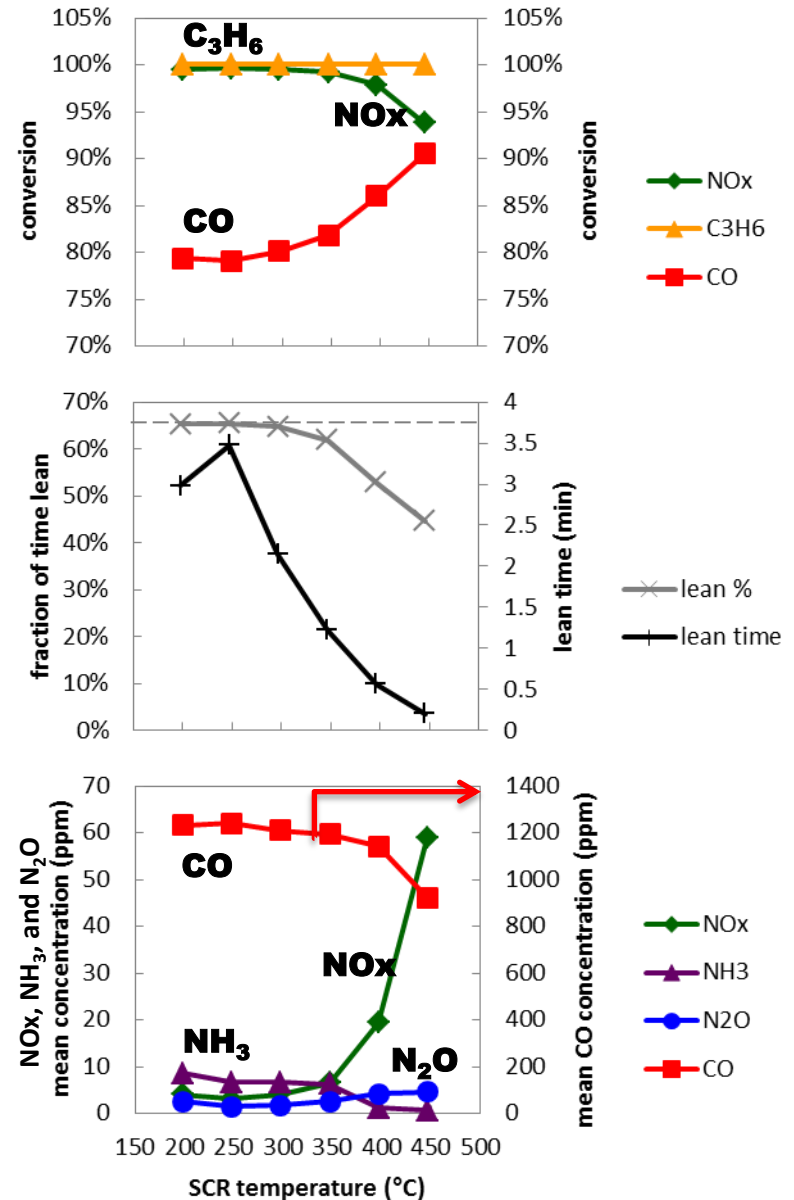 105%
100%
95%
90%
85%
80%
75%
70%
conversion
C₃H₆
NOx
CO
105%
100%
95%
90%
85%
80%
75%
70%
conversion
NOx
C3H6
CO
70%
60%
50%
40%
30%
20%
10%
0%
fraction of time lean
4
3.5
3
2.5
2
1.5
1
0.5
0
lean time (min)
lean %
lean time
70
60
50
40
30
20
10
0
NOx, NH₃, and N₂O
mean concentration (ppm)
CO
NOx
NH₃
N₂O
1400
1200
1000
800
600
400
200
0
mean CO concentration (ppm)
NOx
NH3
N2O
CO
150 200 250 300 350 400 450 500
SCR temperature (°C)